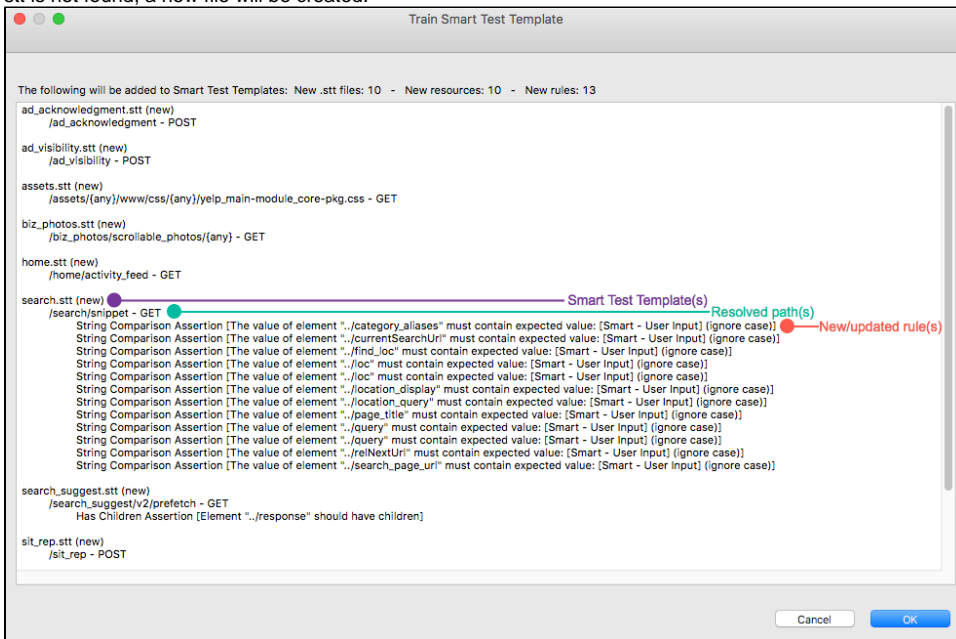 stt is not found, a new file will be created.
Train Smart Test Template
The following will be added to Smart Test Templates: New .stt files: 10 - New resources: 10 - New rules: 13
ad_acknowledgment.stt (new)
/ad_acknowledgment - POST
ad_visibility.stt (new)
/ad_visibility - POST
assets.stt (new)
/assets/{any}/www/css/{any}/yelp_main-module_core-pkg.css - GET
biz_photos.stt (new)
/biz_photos/scrollable_photos/{any} - GET
home.stt (new)
/home/activity_feed - GET
search.stt (new) Smart Test Template(s)
/search/snippet - GET Resolved path(s)
String Comparison Assertion [The value of element "../category_aliases" must contain expected value: [Smart - User Input] (ignore case)] New/updated rule(s)
String Comparison Assertion [The value of element "../currentSearchUrl" must contain expected value: [Smart - User Input] (ignore case)]
String Comparison Assertion [The value of element "../find_loc" must contain expected value: [Smart - User Input] (ignore case)]
String Comparison Assertion [The value of element "../loc" must contain expected value: [Smart - User Input] (ignore case)]
String Comparison Assertion [The value of element "../loc" must contain expected value: [Smart - User Input] (ignore case)]
String Comparison Assertion [The value of element "../location_display" must contain expected value: [Smart - User Input] (ignore case)]
String Comparison Assertion [The value of element "../location_query" must contain expected value: [Smart - User Input] (ignore case)]
String Comparison Assertion [The value of element "../page_title" must contain expected value: [Smart - User Input] (ignore case)]
String Comparison Assertion [The value of element "../query" must contain expected value: [Smart - User Input] (ignore case)]
String Comparison Assertion [The value of element "../query" must contain expected value: [Smart - User Input] (ignore case)]
String Comparison Assertion [The value of element "../relNextUrl" must contain expected value: [Smart - User Input] (ignore case)]
String Comparison Assertion [The value of element "../search_page_url" must contain expected value: [Smart - User Input] (ignore case)]
search_suggest.stt (new)
/search_suggest/v2/prefetch - GET
Has Children Assertion [Element "../response" should have children]
sit_rep.stt (new)
/sit_rep - POST
Cancel OK